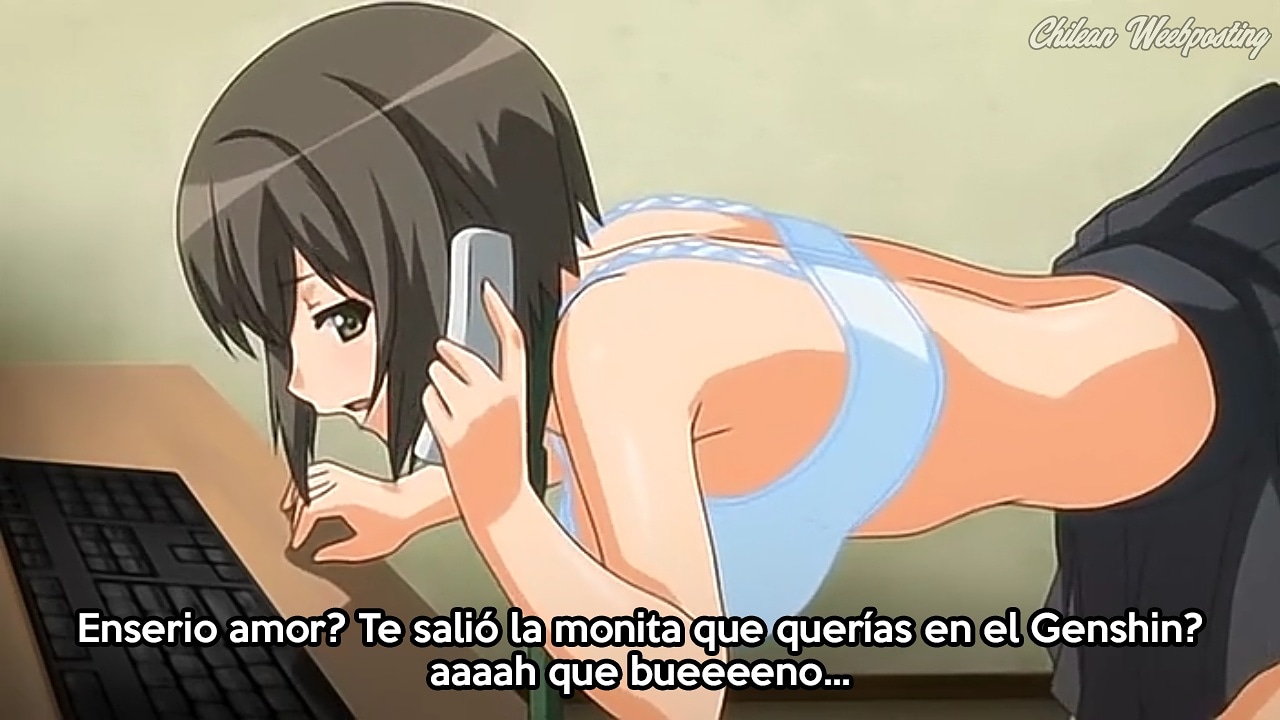 Chilean Weebposting
Enserio amor? Te salió la monita que querías en el Genshin?
aaaah que bueeeeno...